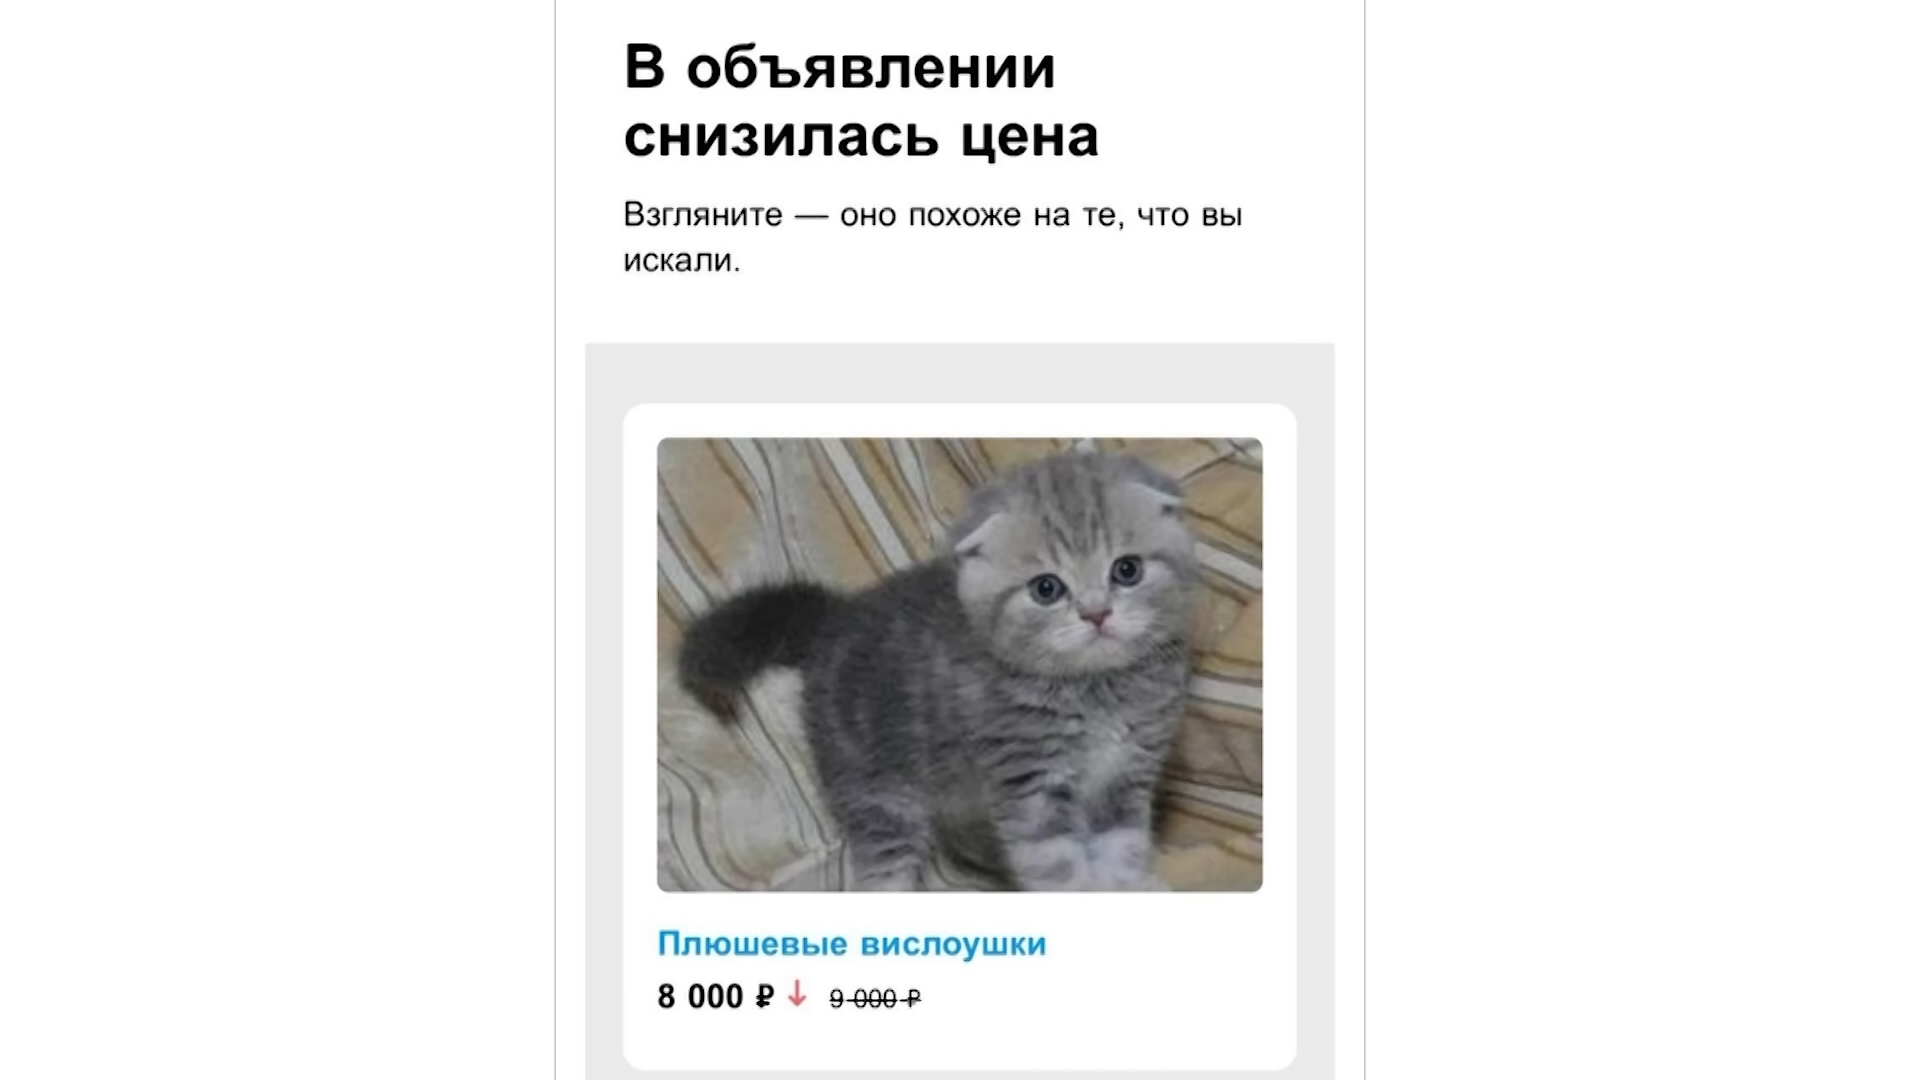 В объявлении
снизилась цена
Взгляните — оно похоже на те, что вы
искали.
Плюшевые вислоушки
8 000 ₽ ↓ 9 000 ₽